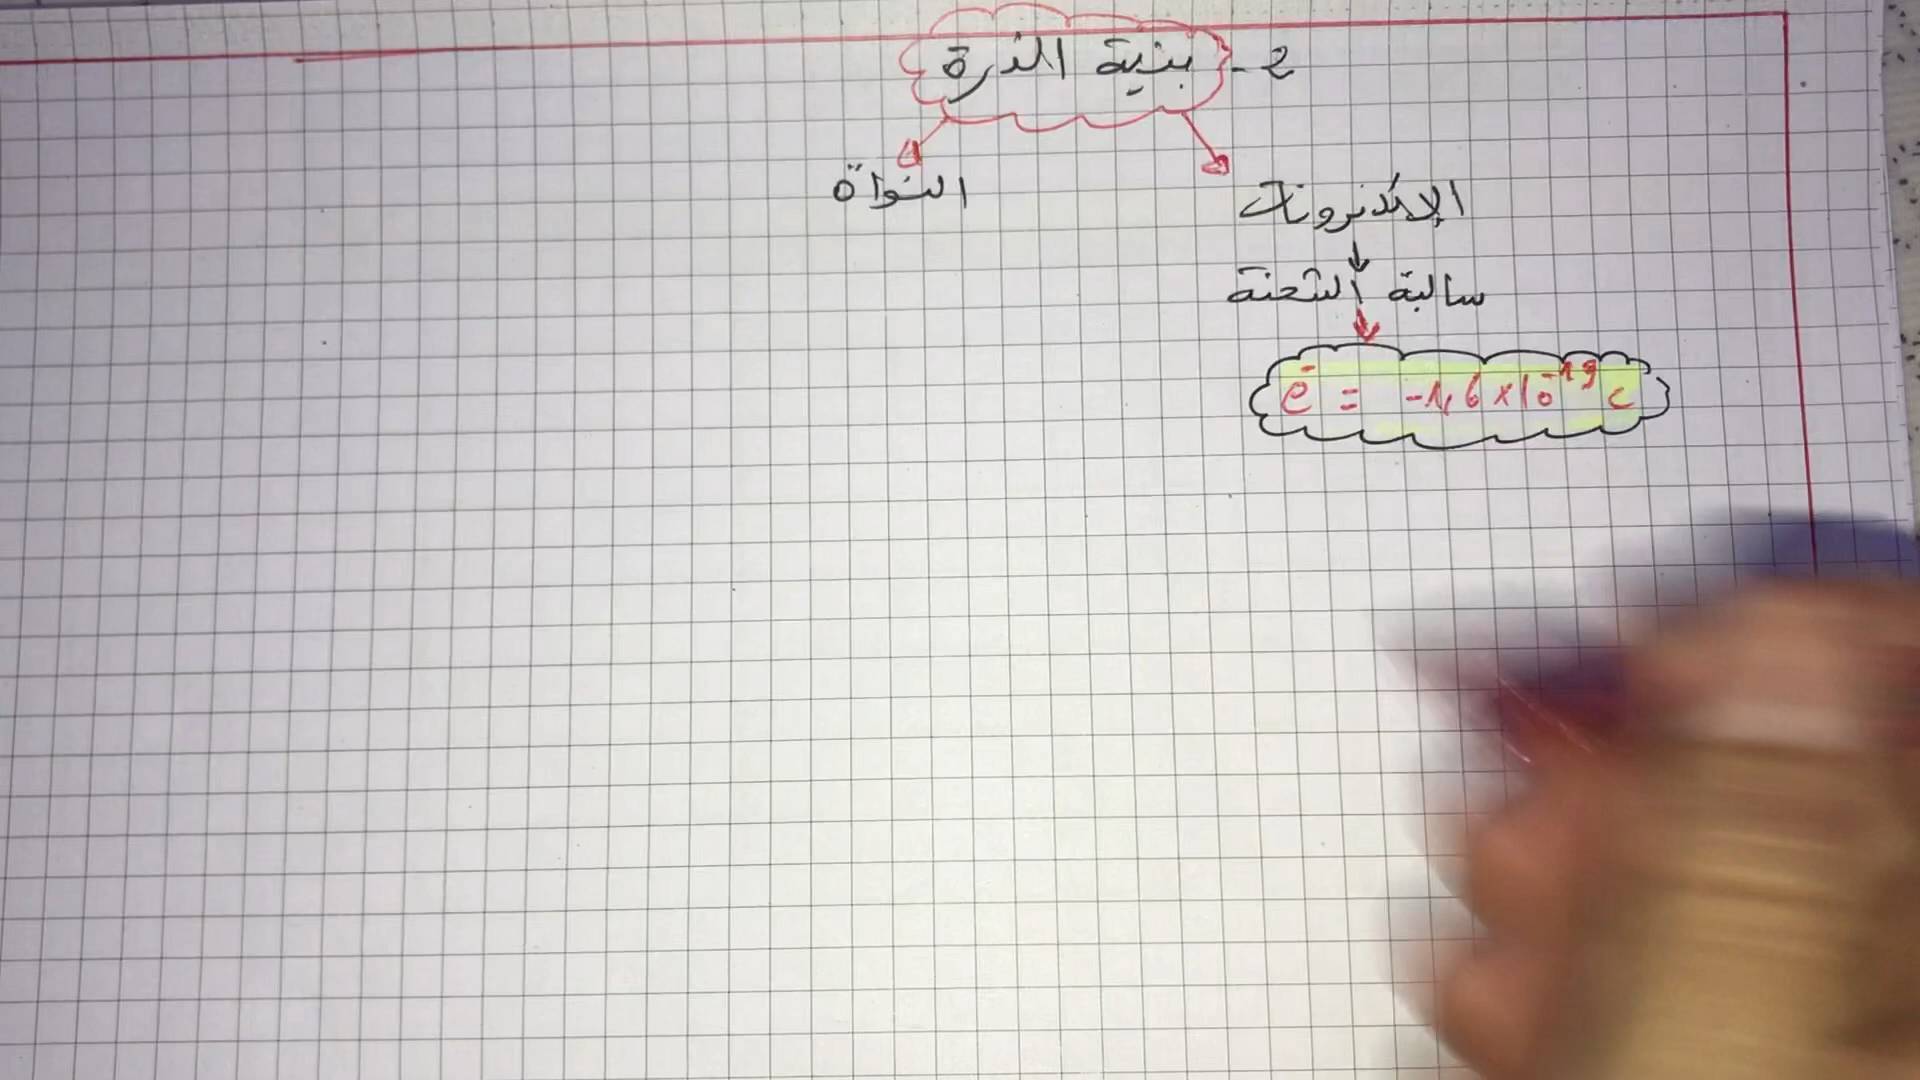 2- بنية الذرة
الإلكترونات
النواة
سالبة الشحنة
e⁻ = -1,6 × 10⁻¹⁹ C